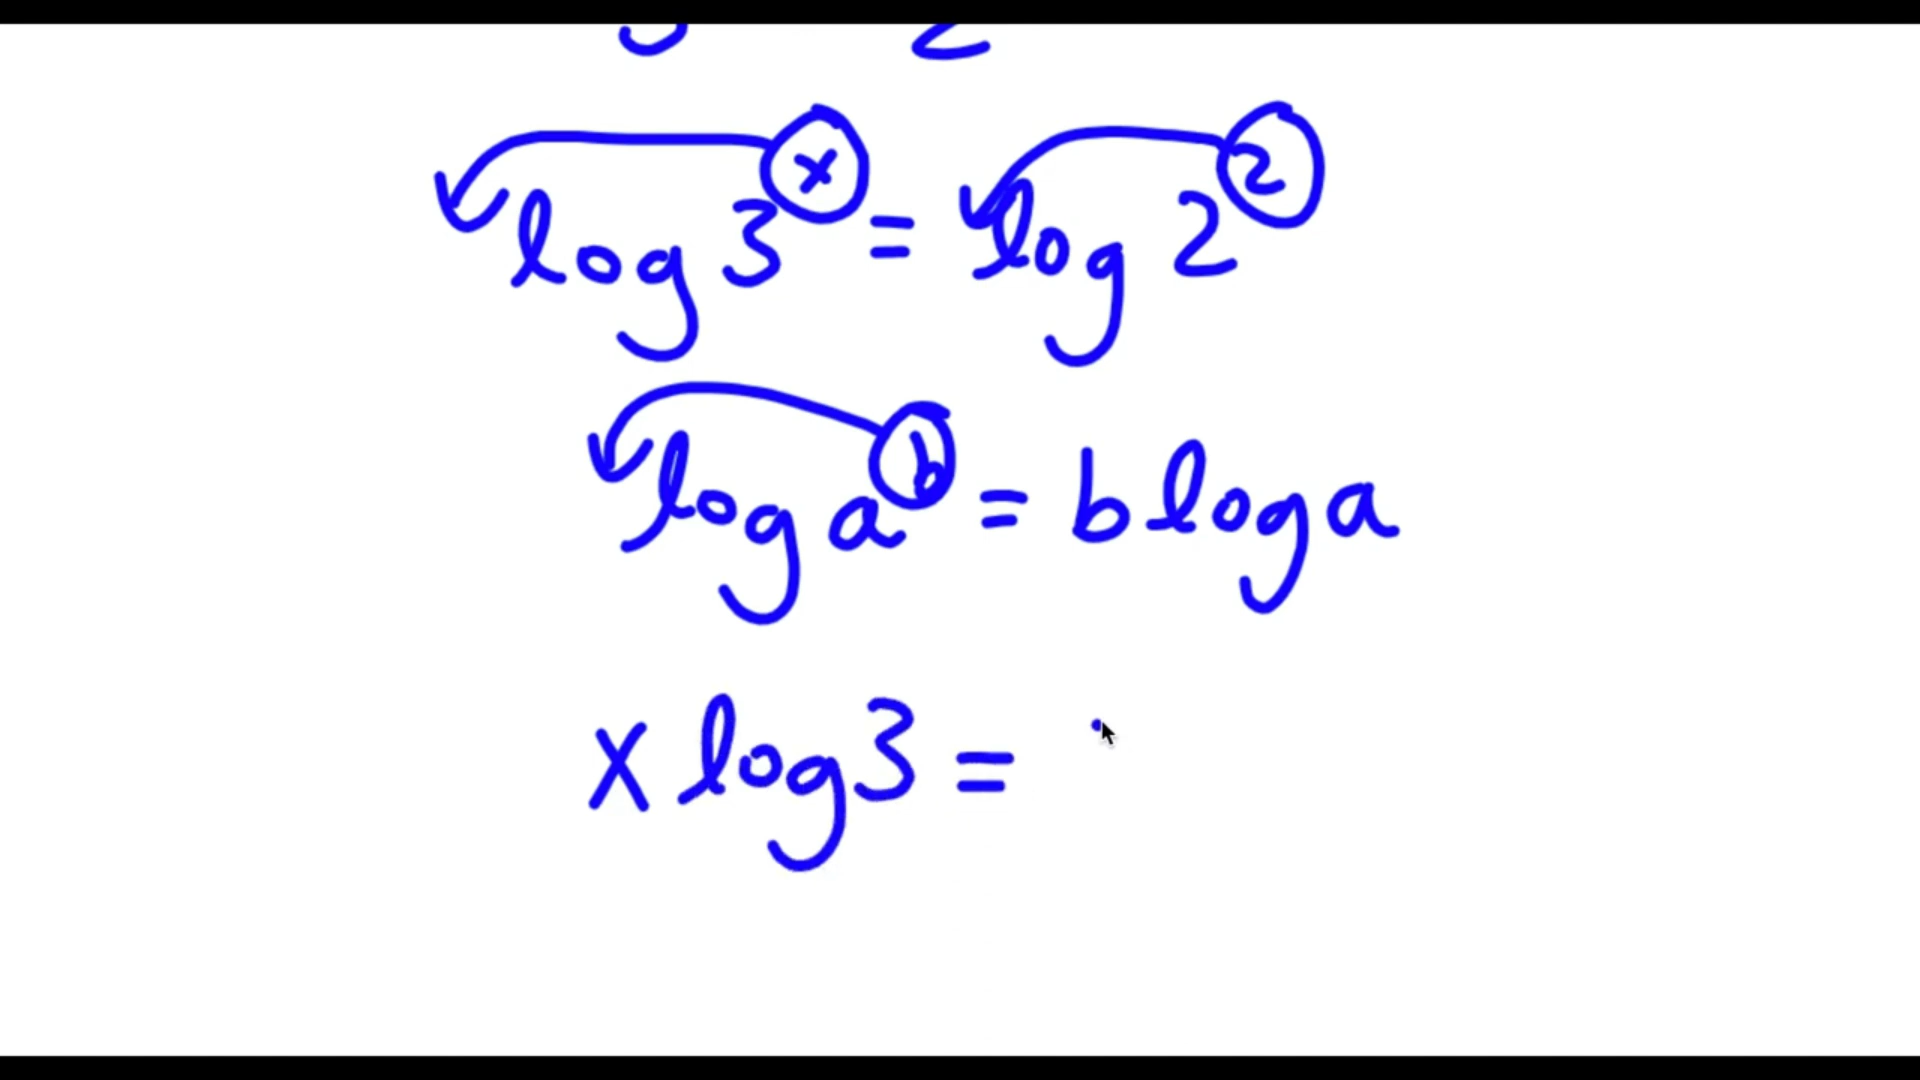 log 3^x = log 2^2
log a^b = b log a
x log 3 =